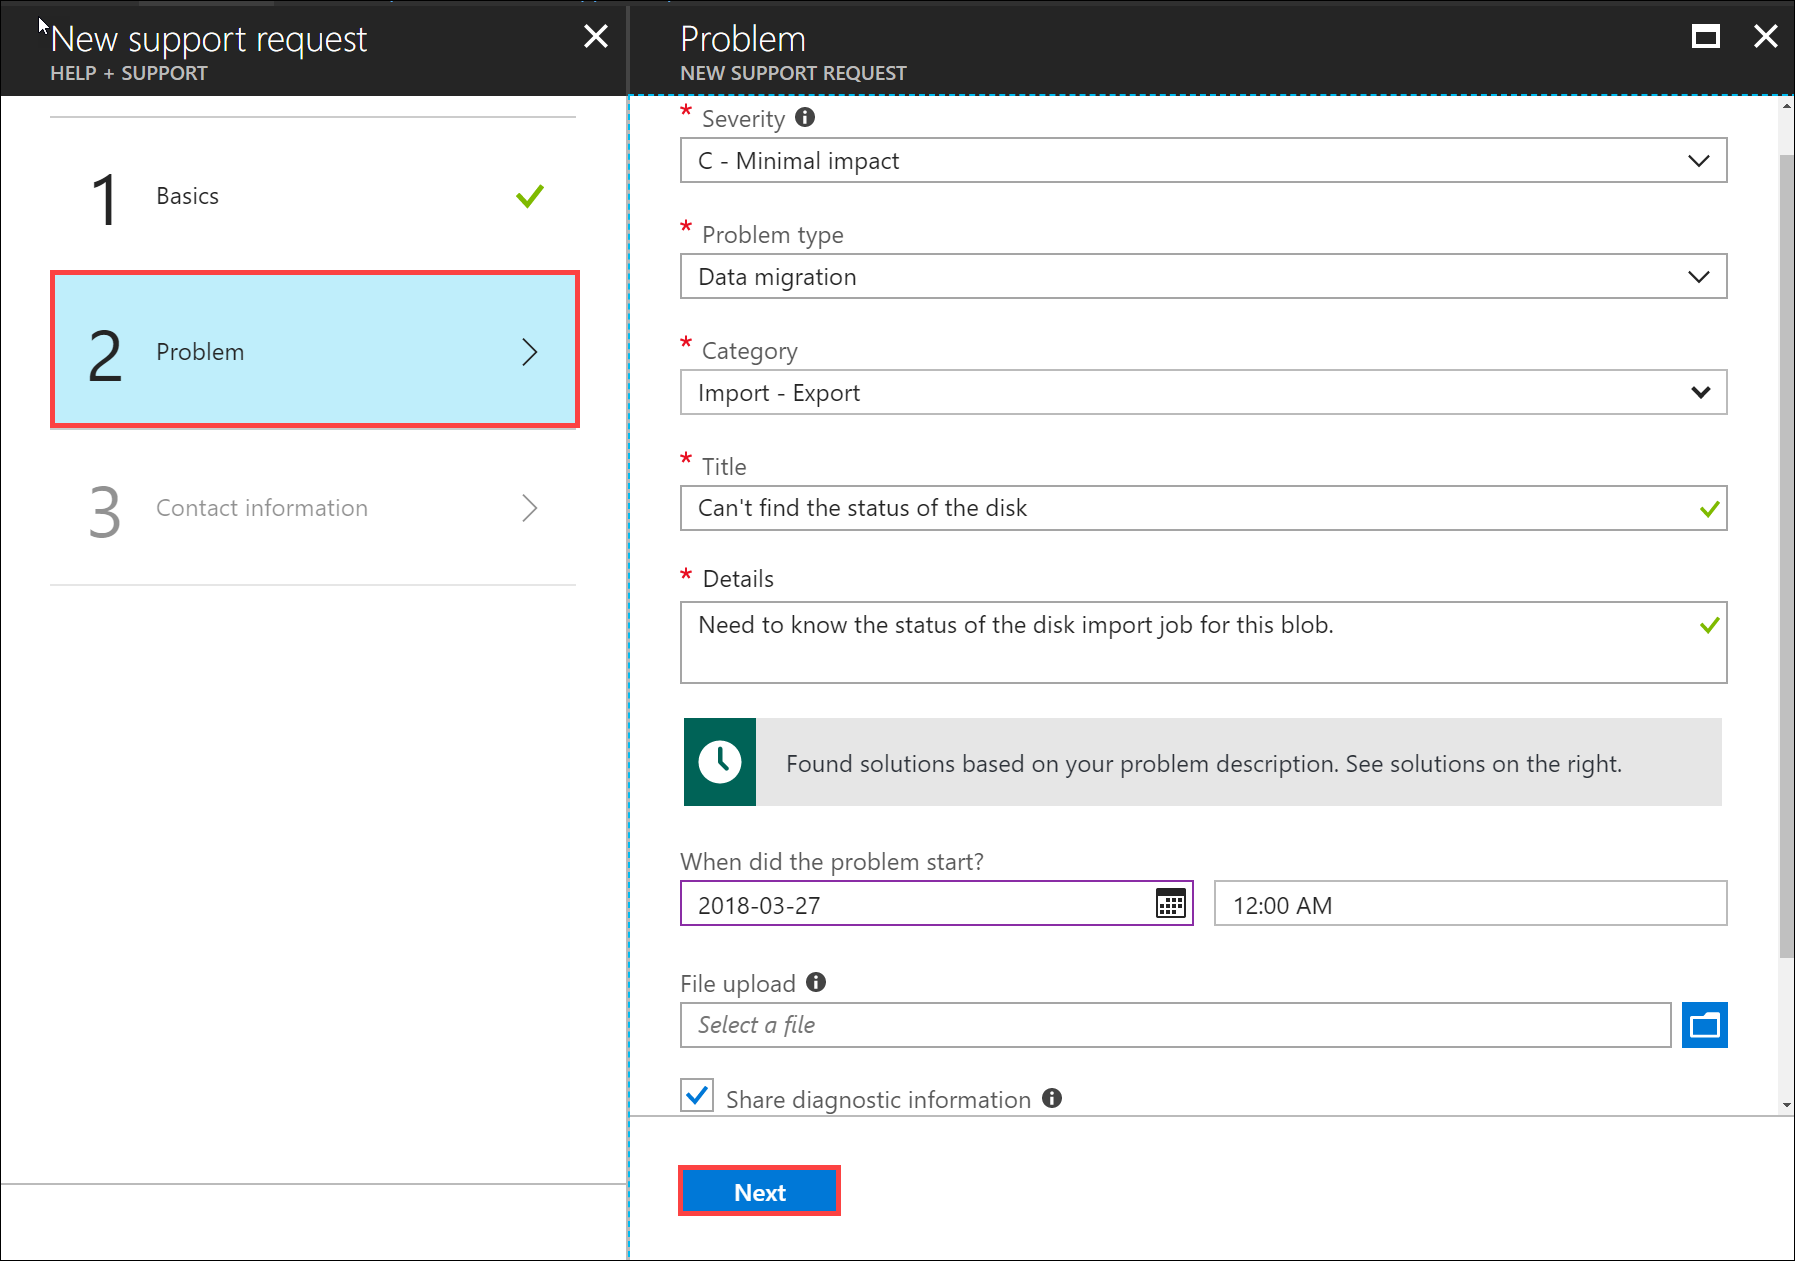 New support request
HELP + SUPPORT
1 Basics
2 Problem
3 Contact information
Problem
NEW SUPPORT REQUEST
* Severity
C - Minimal impact
* Problem type
Data migration
* Category
Import - Export
* Title
Can't find the status of the disk
* Details
Need to know the status of the disk import job for this blob.
Found solutions based on your problem description. See solutions on the right.
When did the problem start?
2018-03-27 12:00 AM
File upload
Select a file
Share diagnostic information
Next